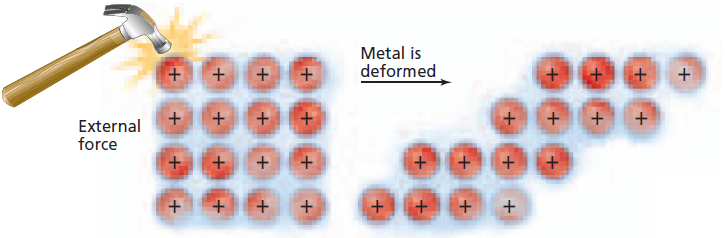 Metal is
deformed
External
force
+ + + +
+ + + +
+ + + +
+ + + +
+ + + +
+ + + +
+ + + +
+ + + +